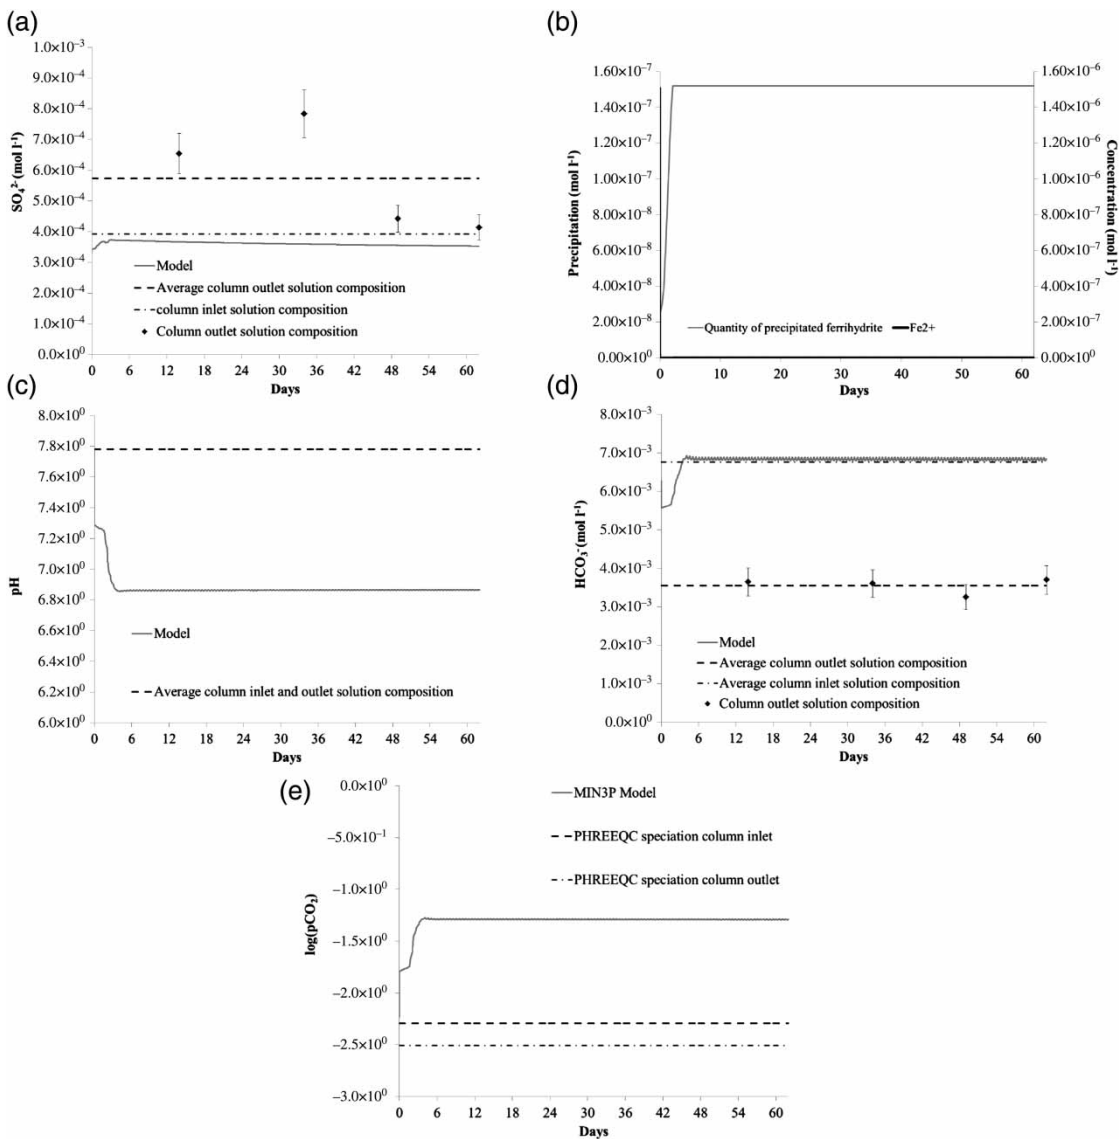 (a)
1.0×10⁻³
9.0×10⁻⁴
8.0×10⁻⁴
7.0×10⁻⁴
6.0×10⁻⁴
5.0×10⁻⁴
4.0×10⁻⁴
3.0×10⁻⁴
2.0×10⁻⁴
1.0×10⁻⁴
0.0×10⁰
SO₄²⁻ (mol l⁻¹)
Model
Average column outlet solution composition
column inlet solution composition
Column outlet solution composition
0 6 12 18 24 30 36 42 48 54 60
Days
(b)
1.60×10⁻⁷
1.40×10⁻⁷
1.20×10⁻⁷
1.00×10⁻⁷
8.00×10⁻⁸
6.00×10⁻⁸
4.00×10⁻⁸
2.00×10⁻⁸
0.00×10⁰
Precipitation (mol l⁻¹)
1.60×10⁻⁶
1.40×10⁻⁶
1.20×10⁻⁶
1.00×10⁻⁶
8.00×10⁻⁷
6.00×10⁻⁷
4.00×10⁻⁷
2.00×10⁻⁷
0.00×10⁰
Concentration (mol l⁻¹)
Quantity of precipitated ferrihydrite Fe2+
0 10 20 30 40 50 60
Days
(c)
8.0×10⁰
7.8×10⁰
7.6×10⁰
7.4×10⁰
7.2×10⁰
7.0×10⁰
6.8×10⁰
6.6×10⁰
6.4×10⁰
6.2×10⁰
6.0×10⁰
pH
Model
Average column inlet and outlet solution composition
0 6 12 18 24 30 36 42 48 54 60
Days
(d)
8.0×10⁻³
7.0×10⁻³
6.0×10⁻³
5.0×10⁻³
4.0×10⁻³
3.0×10⁻³
2.0×10⁻³
1.0×10⁻³
0.0×10⁰
HCO₃⁻ (mol l⁻¹)
Model
Average column outlet solution composition
Average column inlet solution composition
Column outlet solution composition
0 6 12 18 24 30 36 42 48 54 60
Days
(e)
0.0×10⁰
−5.0×10⁻¹
−1.0×10⁰
−1.5×10⁰
−2.0×10⁰
−2.5×10⁰
−3.0×10⁰
log(pCO₂)
MIN3P Model
PHREEQC speciation column inlet
PHREEQC speciation column outlet
0 6 12 18 24 30 36 42 48 54 60
Days